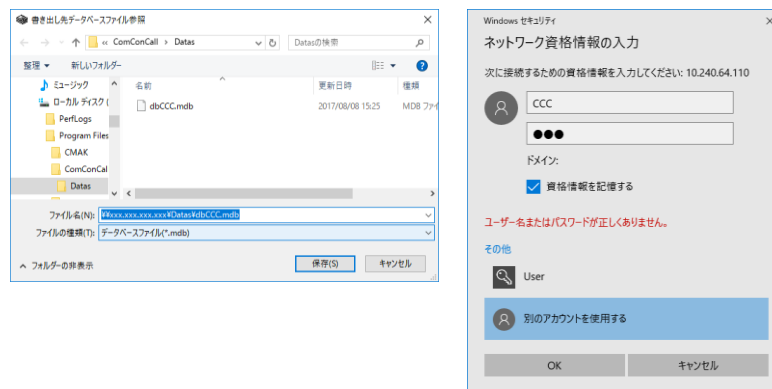 書き出し先データベースファイル参照
« ComConCall › Datas
Datasの検索
整理
新しいフォルダー
名前
更新日時
種類
ミュージック
ローカル ディスク (
PerfLogs
Program Files
CMAK
ComConCal
Datas
dbCCC.mdb
2017/08/08 15:25
MDB ファイ
ファイル名(N):
¥¥xxx.xxx.xxx.xxx¥Datas¥dbCCC.mdb
ファイルの種類(T):
データベースファイル(*.mdb)
フォルダーの非表示
保存(S)
キャンセル
Windows セキュリティ
ネットワーク資格情報の入力
次に接続するための資格情報を入力してください: 10.240.64.110
CCC
●●●
ドメイン:
資格情報を記憶する
ユーザー名またはパスワードが正しくありません。
その他
User
別のアカウントを使用する
OK
キャンセル